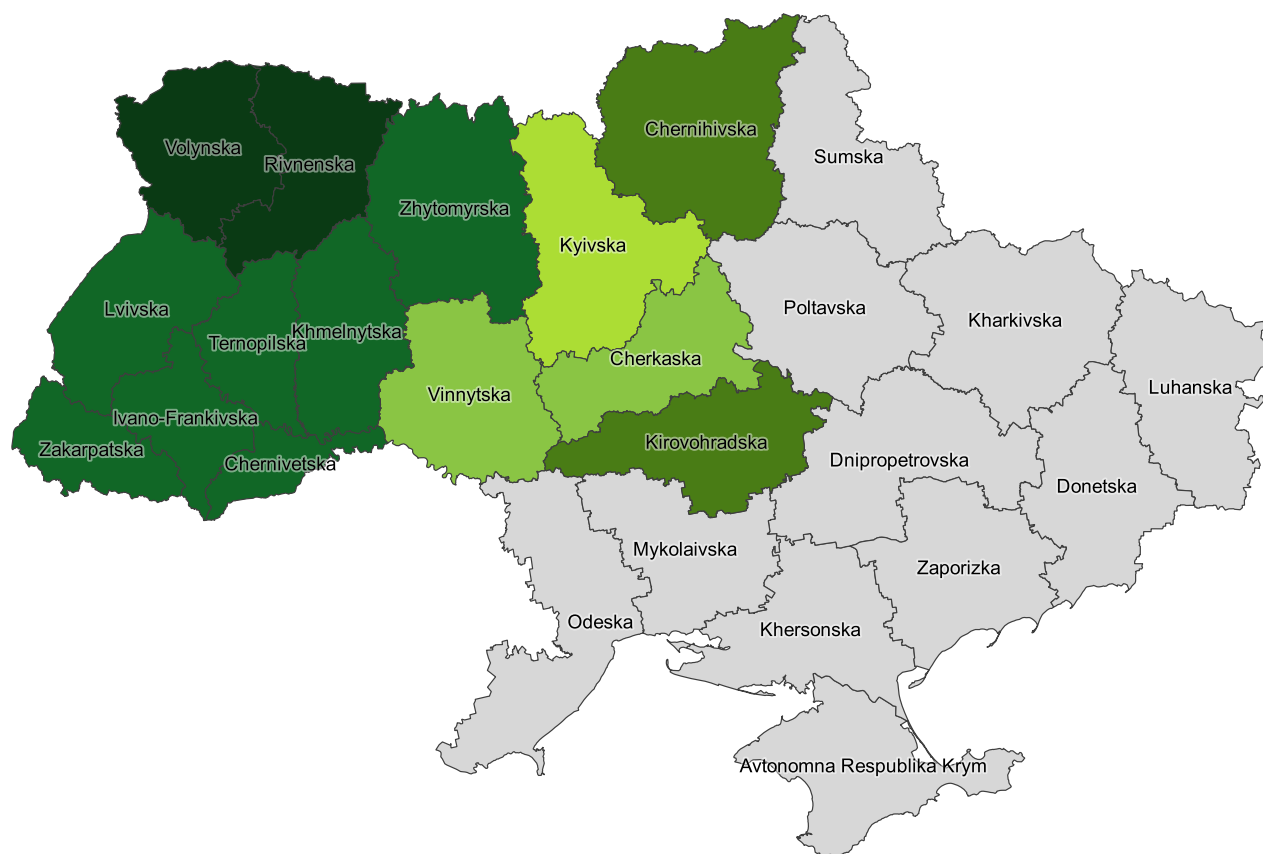 Chernihivska
Volynska
Rivnenska
Sumska
Zhytomyrska
Kyivska
Lvivska
Ternopilska
Khmelnytska
Poltavska
Kharkivska
Cherkaska
Luhanska
Vinnytska
Ivano-Frankivska
Zakarpatska
Chernivetska
Kirovohradska
Dnipropetrovska
Donetska
Mykolaivska
Zaporizka
Odeska
Khersonska
Avtonomna Respublika Krym